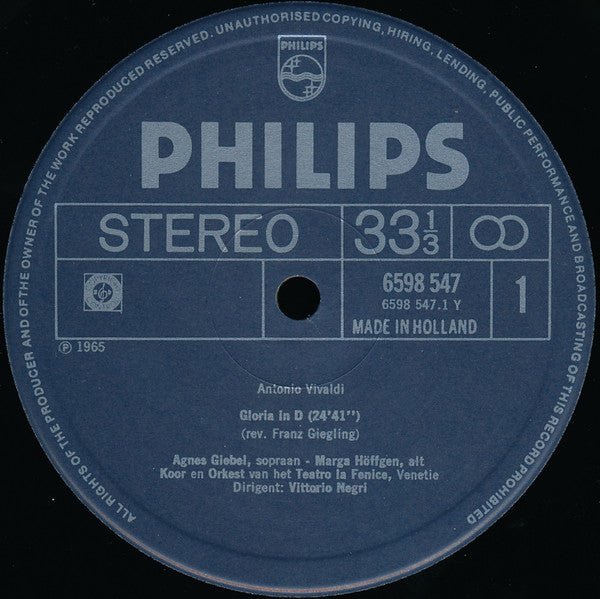 ALL RIGHTS OF THE PRODUCER AND OF THE OWNER OF THE WORK REPRODUCED RESERVED. UNAUTHORISED COPYING, HIRING, LENDING, PUBLIC PERFORMANCE AND BROADCASTING OF THIS RECORD PROHIBITED
PHILIPS
PHILIPS
STEREO 33 1/3
6598 547
6598 547.1 Y
1
MADE IN HOLLAND
℗ 1965
Antonio Vivaldi
Gloria in D (24'41")
(rev. Franz Giegling)
Agnes Giebel, sopraan - Marga Höffgen, alt
Koor en Orkest van het Teatro la Fenice, Venetie
Dirigent: Vittorio Negri